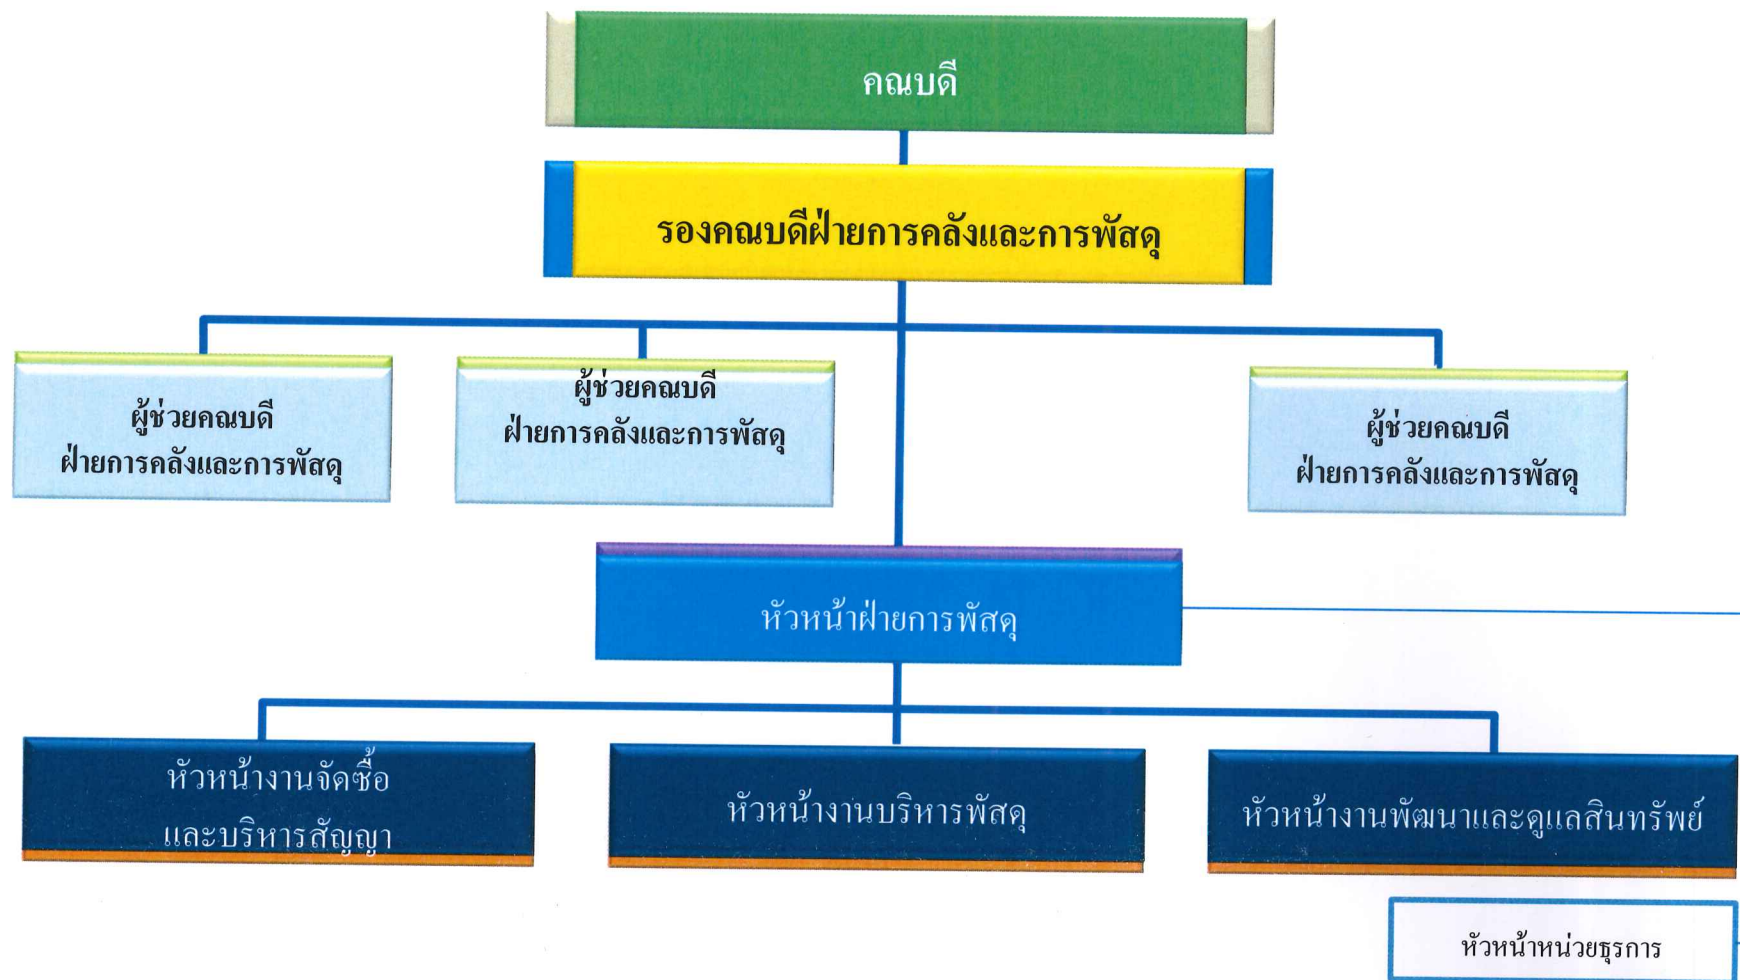 คณบดี
รองคณบดีฝ่ายการคลังและการพัสดุ
ผู้ช่วยคณบดี
ฝ่ายการคลังและการพัสดุ
ผู้ช่วยคณบดี
ฝ่ายการคลังและการพัสดุ
ผู้ช่วยคณบดี
ฝ่ายการคลังและการพัสดุ
หัวหน้าฝ่ายการพัสดุ
หัวหน้างานจัดซื้อ
และบริหารสัญญา
หัวหน้างานบริหารพัสดุ
หัวหน้างานพัฒนาและดูแลสินทรัพย์
หัวหน้าหน่วยธุรการ